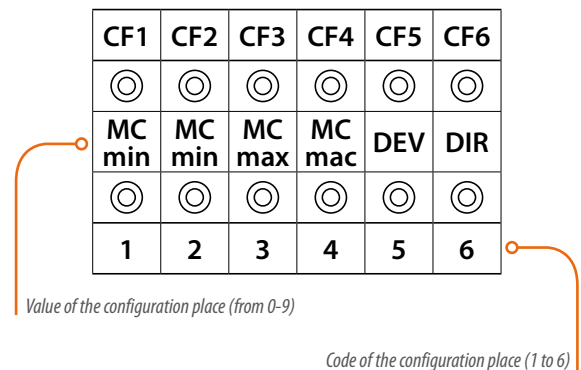 CF1 CF2 CF3 CF4 CF5 CF6
MC MC MC MC DEV DIR
min min max mac
1 2 3 4 5 6
Value of the configuration place (from 0-9)
Code of the configuration place (1 to 6)